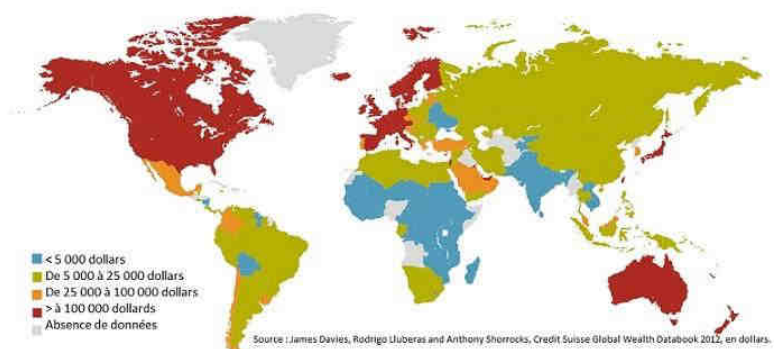 < 5 000 dollars
De 5 000 à 25 000 dollars
De 25 000 à 100 000 dollars
> à 100 000 dollards
Absence de données
Source : James Davies, Rodrigo Lluberas and Anthony Shorrocks, Credit Suisse Global Wealth Databook 2012, en dollars.